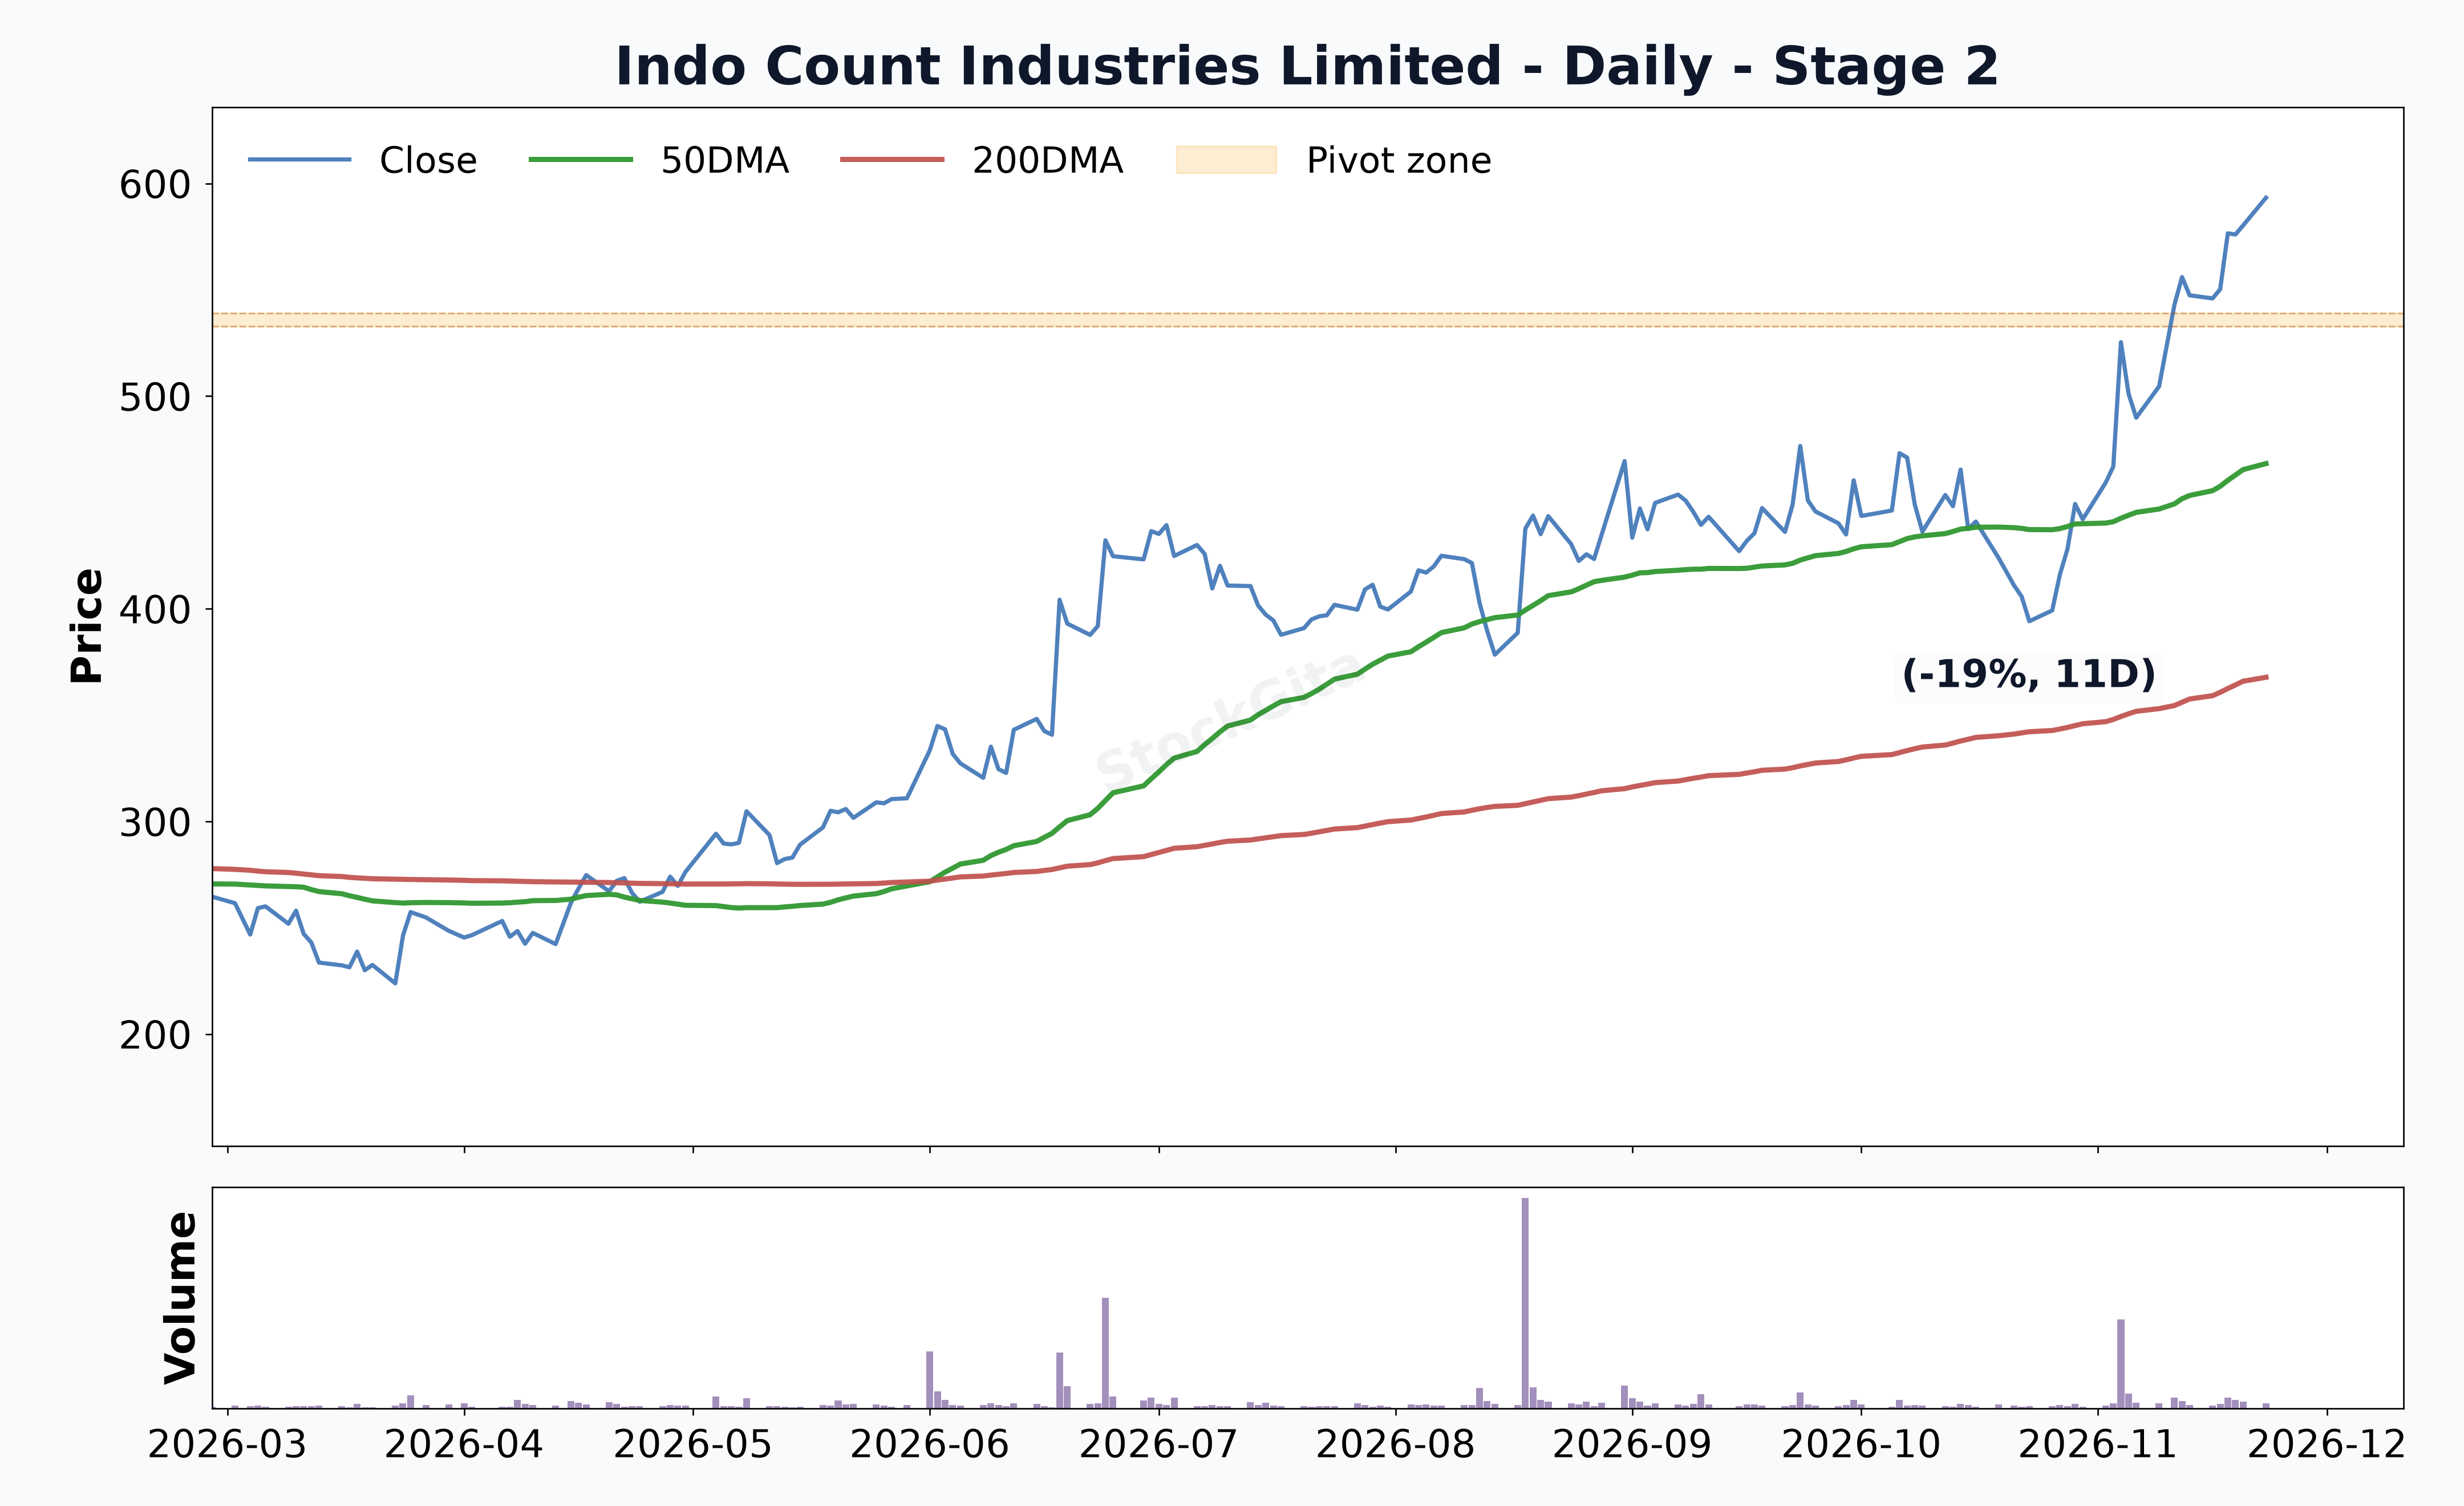 Indo Count Industries Limited - Daily - Stage 2
Close 50DMA 200DMA Pivot zone
600
500
400
300
200
Price
(-19%, 11D)
StockGita
Volume
2026-03 2026-04 2026-05 2026-06 2026-07 2026-08 2026-09 2026-10 2026-11 2026-12